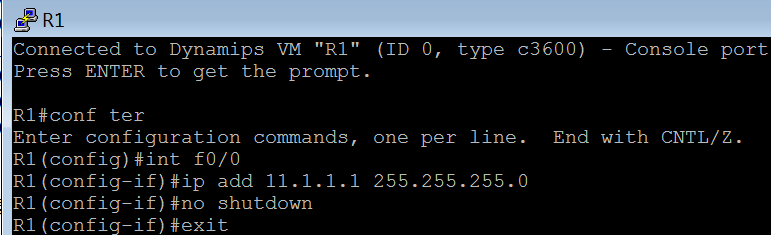 R1
Connected to Dynamips VM "R1" (ID 0, type c3600) - Console port
Press ENTER to get the prompt.
R1#conf ter
Enter configuration commands, one per line.  End with CNTL/Z.
R1(config)#int f0/0
R1(config-if)#ip add 11.1.1.1 255.255.255.0
R1(config-if)#no shutdown
R1(config-if)#exit